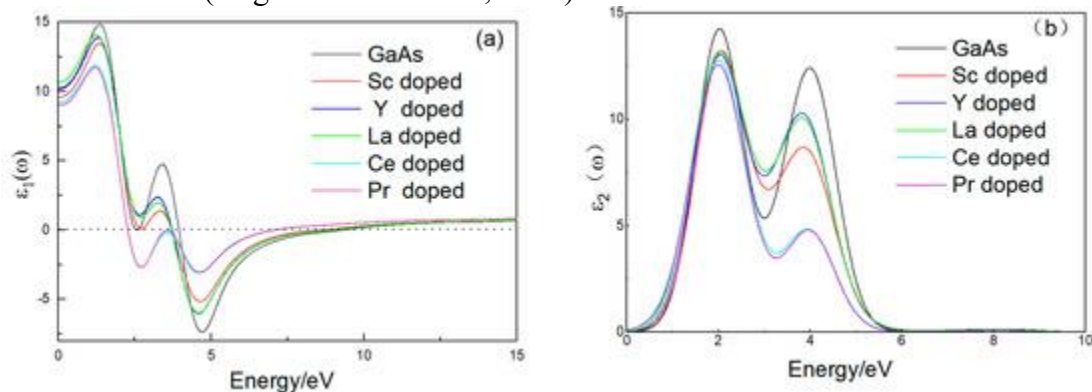 (a)
GaAs
Sc doped
Y doped
La doped
Ce doped
Pr doped
ε₁(ω)
15
10
5
0
-5
0 5 10 15
Energy/eV
(b)
GaAs
Sc doped
Y doped
La doped
Ce doped
Pr doped
ε₂ (ω)
15
10
5
0
0 2 4 6 8 10
Energy/eV